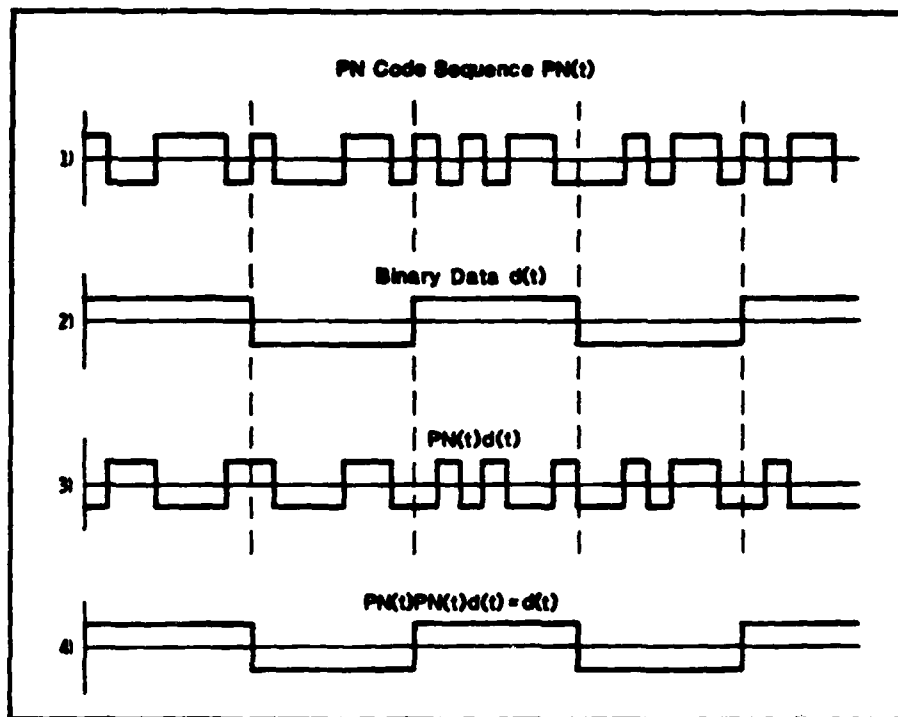 PN Code Sequence PN(t)
1)
Binary Data d(t)
2)
PN(t)d(t)
3)
PN(t)PN(t)d(t) = d(t)
4)